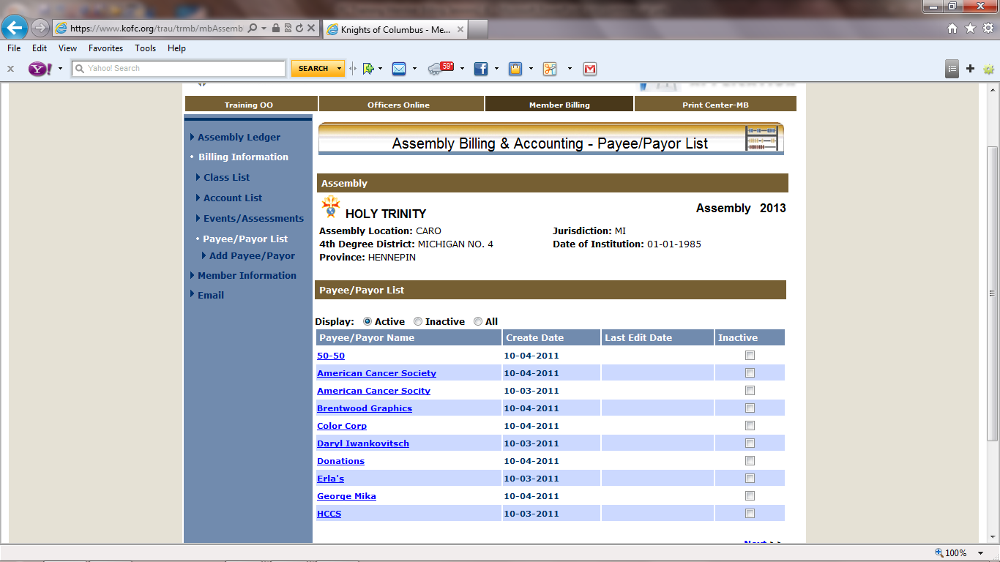 https://www.kofc.org/trau/trmb/mbAssemb
Knights of Columbus - Me...
File Edit View Favorites Tools Help
Yahoo! Search
SEARCH
59°
Training OO Officers Online Member Billing Print Center-MB
Assembly Ledger
Billing Information
Class List
Account List
Events/Assessments
Payee/Payor List
Add Payee/Payor
Member Information
Email
Assembly Billing & Accounting - Payee/Payor List
Assembly
HOLY TRINITY Assembly 2013
Assembly Location: CARO Jurisdiction: MI
4th Degree District: MICHIGAN NO. 4 Date of Institution: 01-01-1985
Province: HENNEPIN
Payee/Payor List
Display: Active Inactive All
Payee/Payor Name Create Date Last Edit Date Inactive
50-50 10-04-2011
American Cancer Society 10-04-2011
American Cancer Socity 10-03-2011
Brentwood Graphics 10-04-2011
Color Corp 10-04-2011
Daryl Iwankovitsch 10-03-2011
Donations 10-04-2011
Erla's 10-03-2011
George Mika 10-04-2011
HCCS 10-03-2011
Next >>
100%